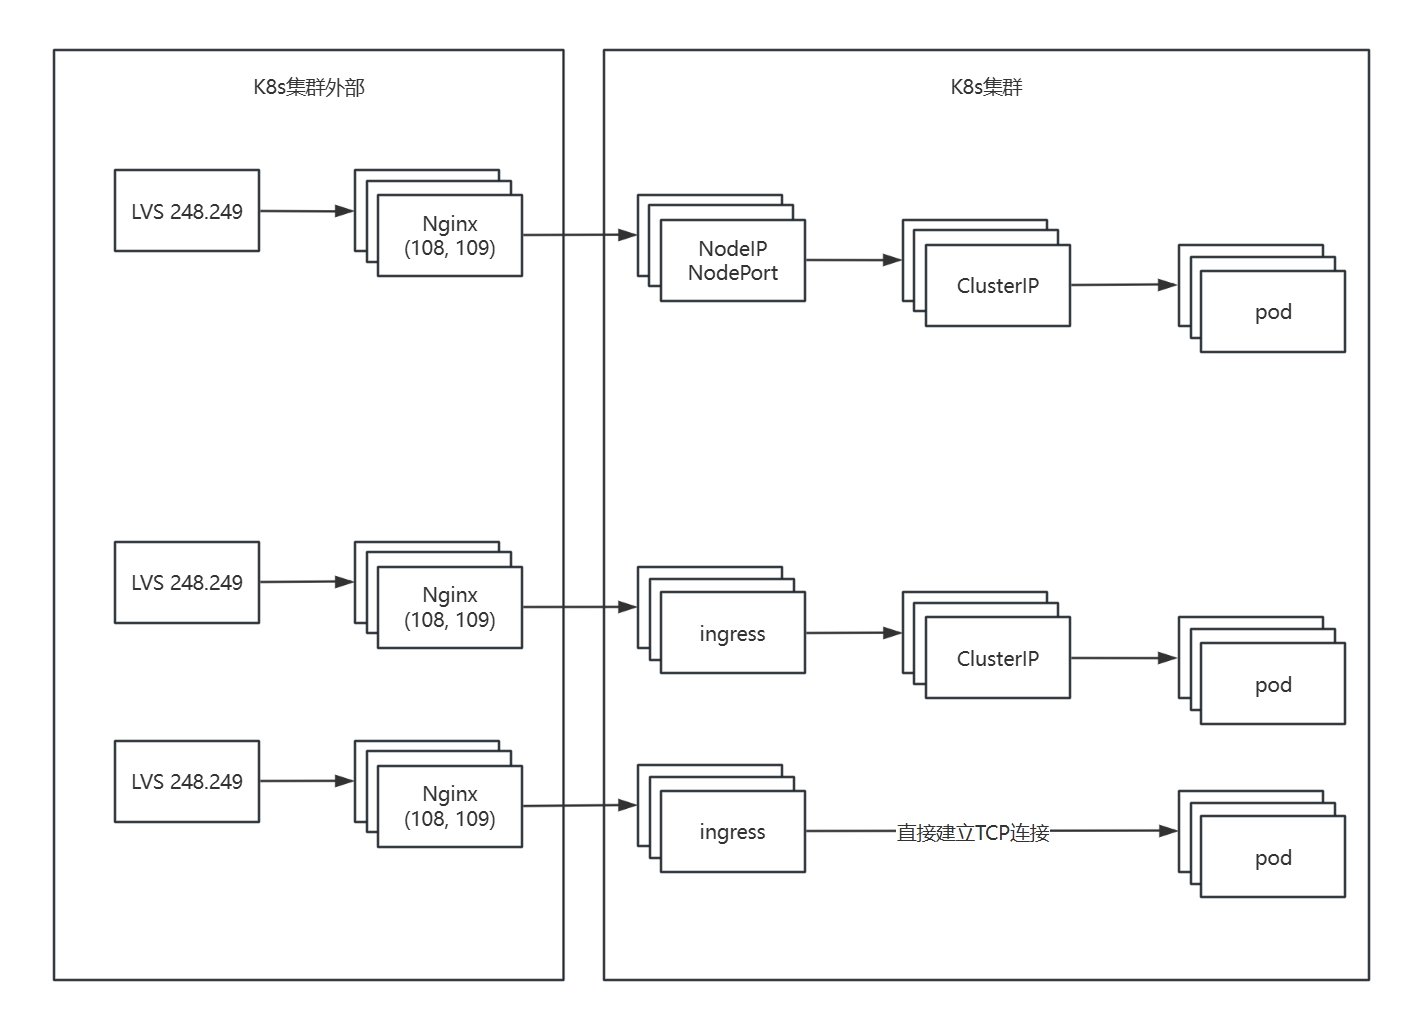 K8s集群外部
K8s集群
LVS 248.249
Nginx
(108, 109)
NodeIP
NodePort
ClusterIP
pod
LVS 248.249
Nginx
(108, 109)
ingress
ClusterIP
pod
LVS 248.249
Nginx
(108, 109)
ingress
直接建立TCP连接
pod